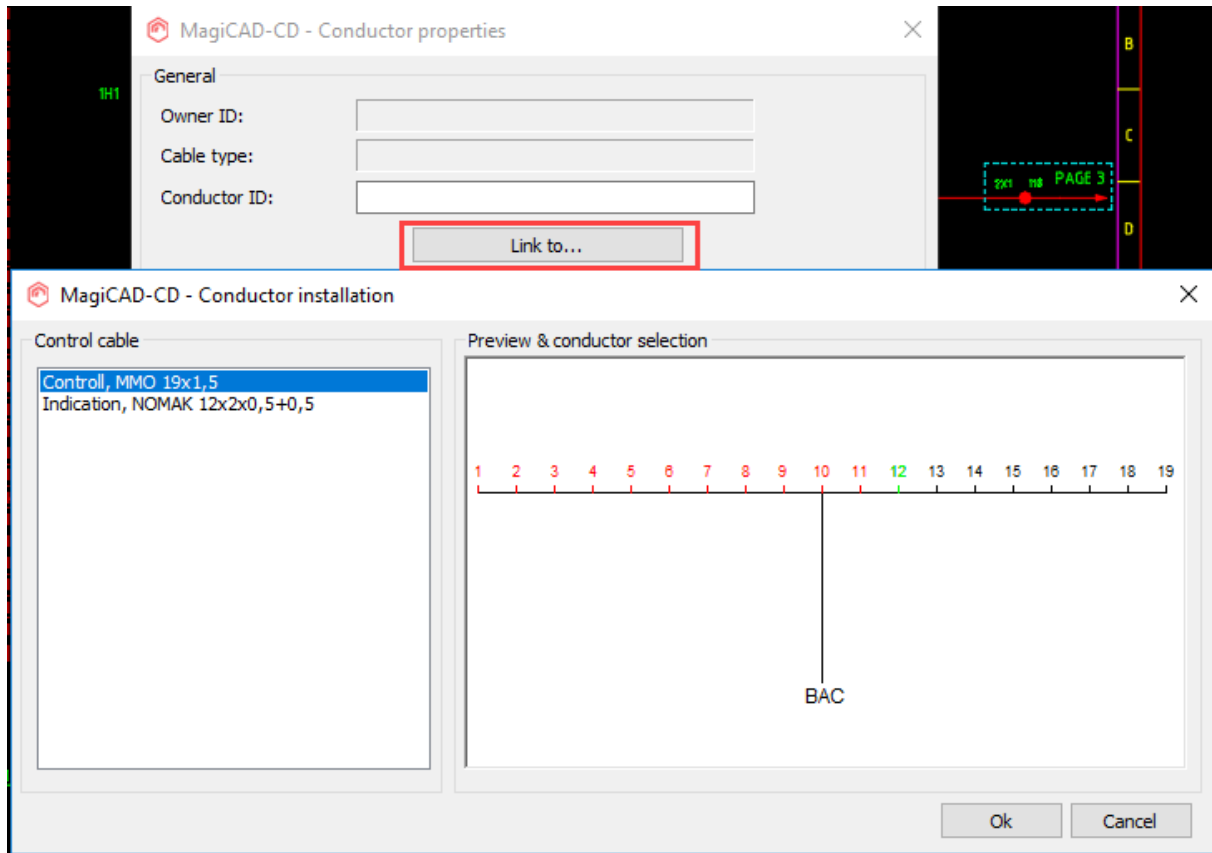 MagiCAD-CD - Conductor properties
General
Owner ID:
Cable type:
Conductor ID:
Link to...
1H1
B
C
D
2X1 118 PAGE 3
MagiCAD-CD - Conductor installation
Control cable
Controll, MMO 19x1,5
Indication, NOMAK 12x2x0,5+0,5
Preview & conductor selection
1 2 3 4 5 6 7 8 9 10 11 12 13 14 15 16 17 18 19
BAC
Ok Cancel